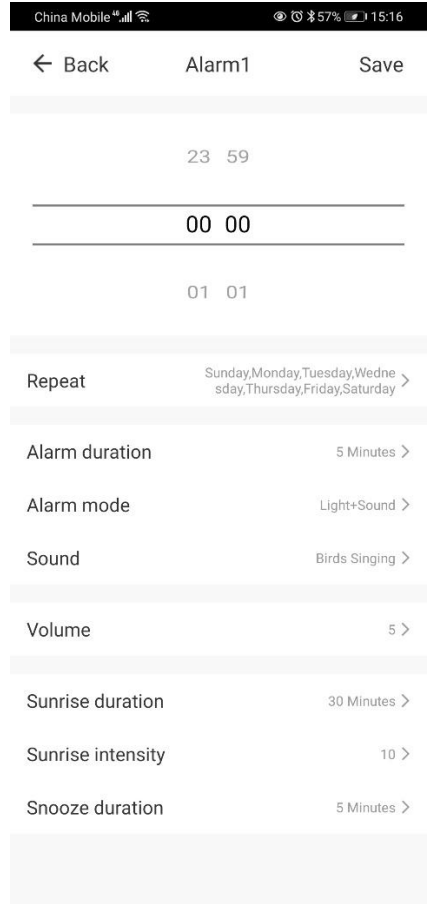 China Mobile 4G 57% 15:16
Back Alarm1 Save
23 59
00 00
01 01
Repeat Sunday,Monday,Tuesday,Wedne
sday,Thursday,Friday,Saturday
Alarm duration 5 Minutes
Alarm mode Light+Sound
Sound Birds Singing
Volume 5
Sunrise duration 30 Minutes
Sunrise intensity 10
Snooze duration 5 Minutes